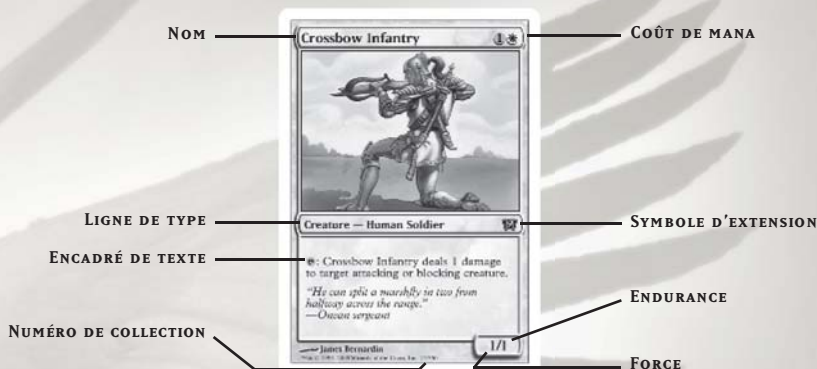 NOM
COÛT DE MANA
Crossbow Infantry 1
LIGNE DE TYPE
SYMBOLE D'EXTENSION
Creature — Human Soldier
ENCADRÉ DE TEXTE
: Crossbow Infantry deals 1 damage
to target attacking or blocking creature.
"He can split a marshfly in two from
halfway across the range."
—Onean sergeant
ENDURANCE
NUMÉRO DE COLLECTION
1/1
James Bernardin
FORCE